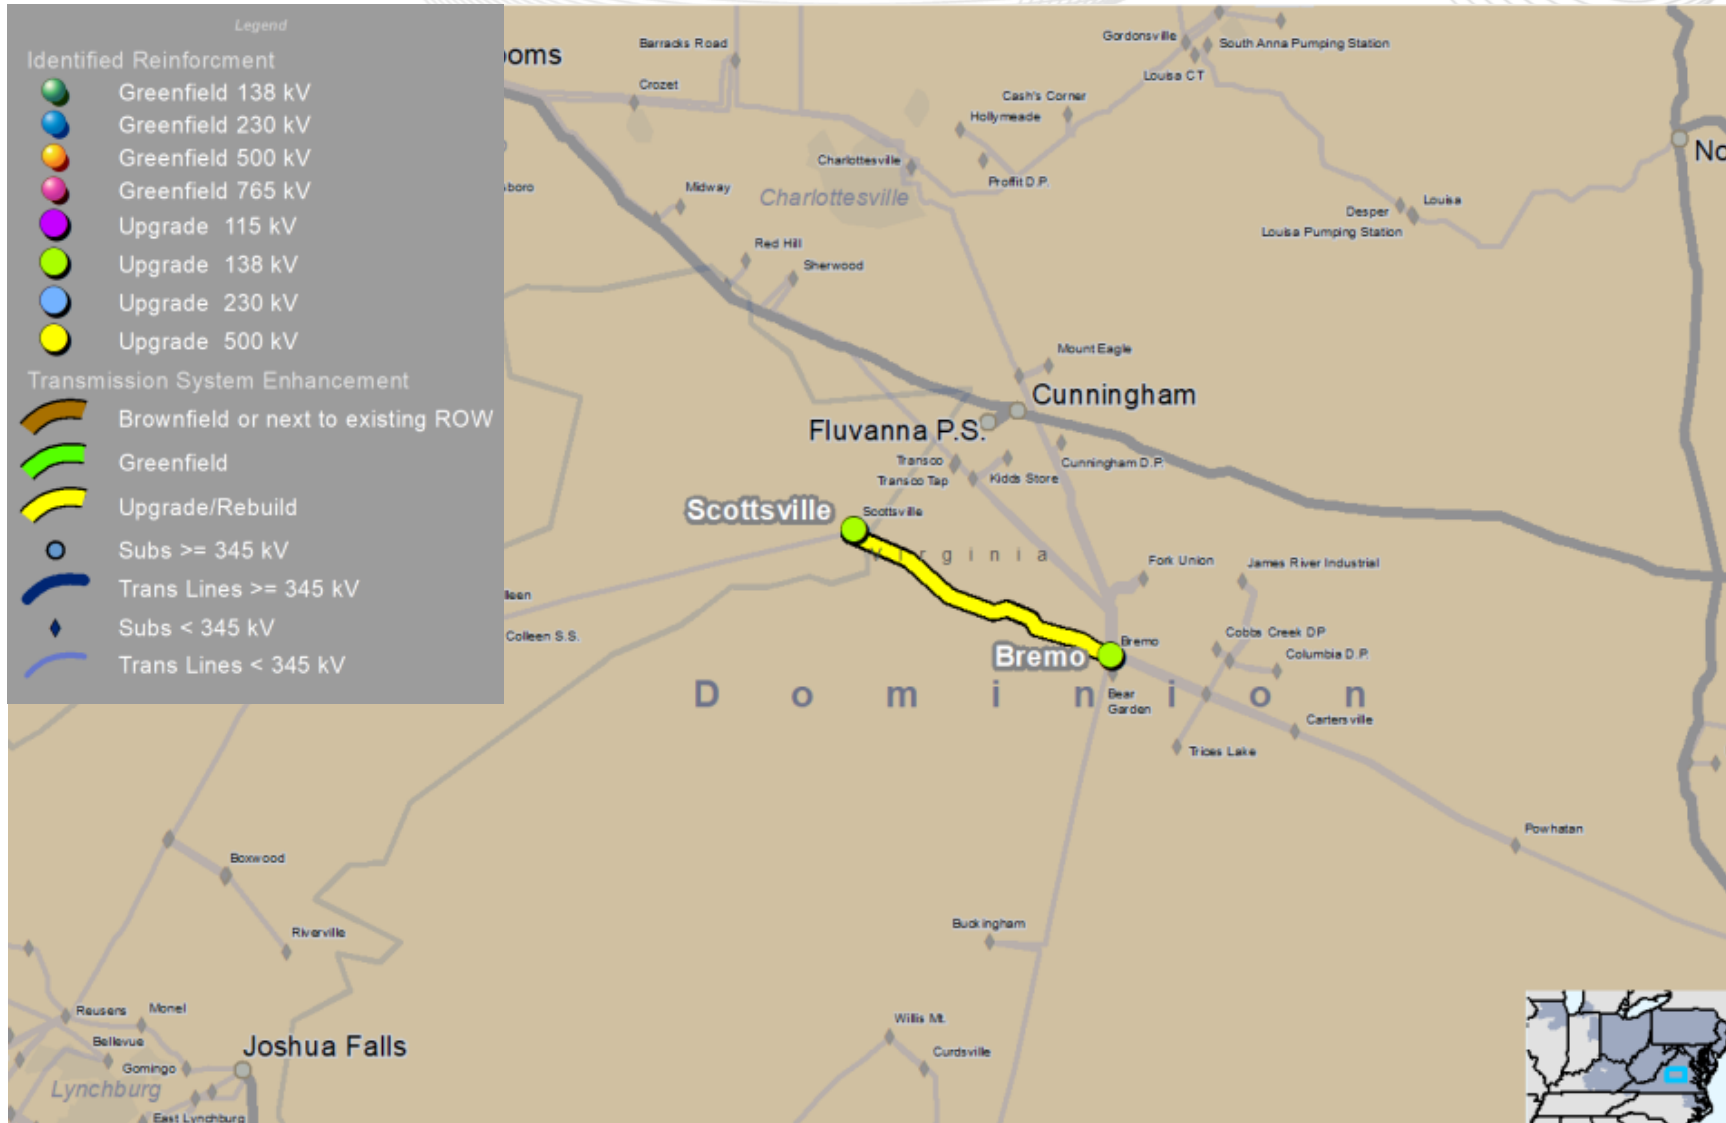 Legend
Identified Reinforcment
Greenfield 138 kV
Greenfield 230 kV
Greenfield 500 kV
Greenfield 765 kV
Upgrade 115 kV
Upgrade 138 kV
Upgrade 230 kV
Upgrade 500 kV
Transmission System Enhancement
Brownfield or next to existing ROW
Greenfield
Upgrade/Rebuild
Subs >= 345 kV
Trans Lines >= 345 kV
Subs < 345 kV
Trans Lines < 345 kV
ooms
Barracks Road
Crozet
Gordonsville
South Anna Pumping Station
Louisa CT
Cash's Corner
Hollymeade
Charlottesville
Proffit D.P.
No
sboro
Midway
Charlottesville
Desper
Louisa
Louisa Pumping Station
Red Hill
Sherwood
Mount Eagle
Cunningham
Fluvanna P.S.
Transco
Cunningham D.P.
Transco Tap
Kidds Store
Scottsville
Scottsville
Virginia
Fork Union
James River Industrial
lleen
Colleen S.S.
Bremo
Bremo
Cobbs Creek DP
Columbia D.P.
Dominion
Bear
Garden
Cartersville
Trices Lake
Powhatan
Boxwood
Riverville
Buckingham
Reusens
Monel
Bellevue
Joshua Falls
Gomingo
Lynchburg
East Lynchburg
Willis Mt.
Curdsville